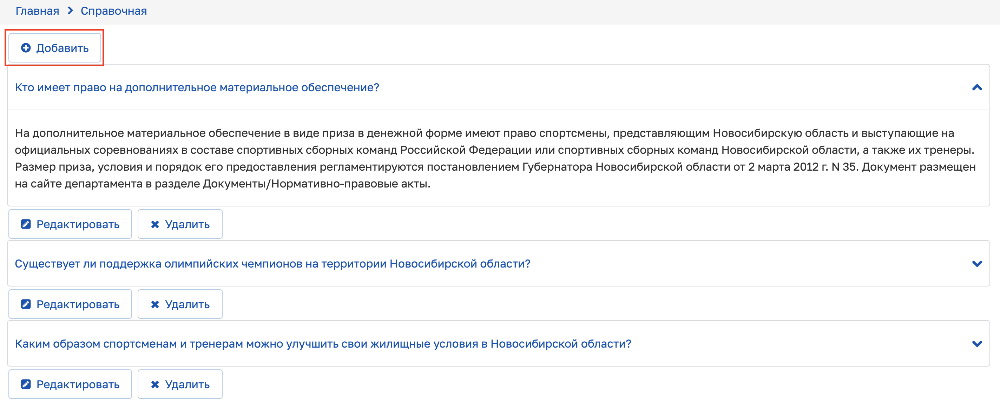 Главная Справочная
Добавить
Кто имеет право на дополнительное материальное обеспечение?
На дополнительное материальное обеспечение в виде приза в денежной форме имеют право спортсмены, представляющим Новосибирскую область и выступающие на
официальных соревнованиях в составе спортивных сборных команд Российской Федерации или спортивных сборных команд Новосибирской области, а также их тренеры.
Размер приза, условия и порядок его предоставления регламентируются постановлением Губернатора Новосибирской области от 2 марта 2012 г. N 35. Документ размещен
на сайте департамента в разделе Документы/Нормативно-правовые акты.
Редактировать Удалить
Существует ли поддержка олимпийских чемпионов на территории Новосибирской области?
Редактировать Удалить
Каким образом спортсменам и тренерам можно улучшить свои жилищные условия в Новосибирской области?
Редактировать Удалить